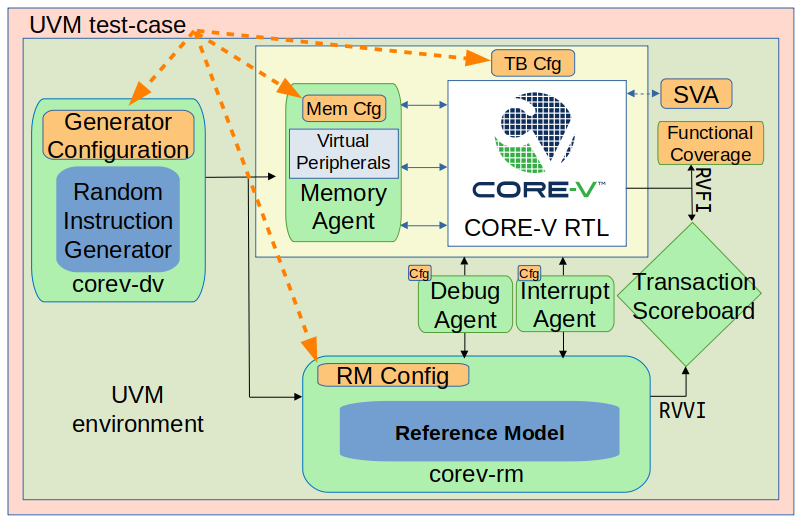 UVM test-case
TB Cfg
Generator
Configuration
Random
Instruction
Generator
corev-dv
Mem Cfg
Virtual
Peripherals
Memory
Agent
CORE-V™
CORE-V RTL
SVA
Functional
Coverage
RVFI
Cfg
Debug
Agent
Cfg
Interrupt
Agent
Transaction
Scoreboard
RM Config
Reference Model
corev-rm
RVVI
UVM
environment